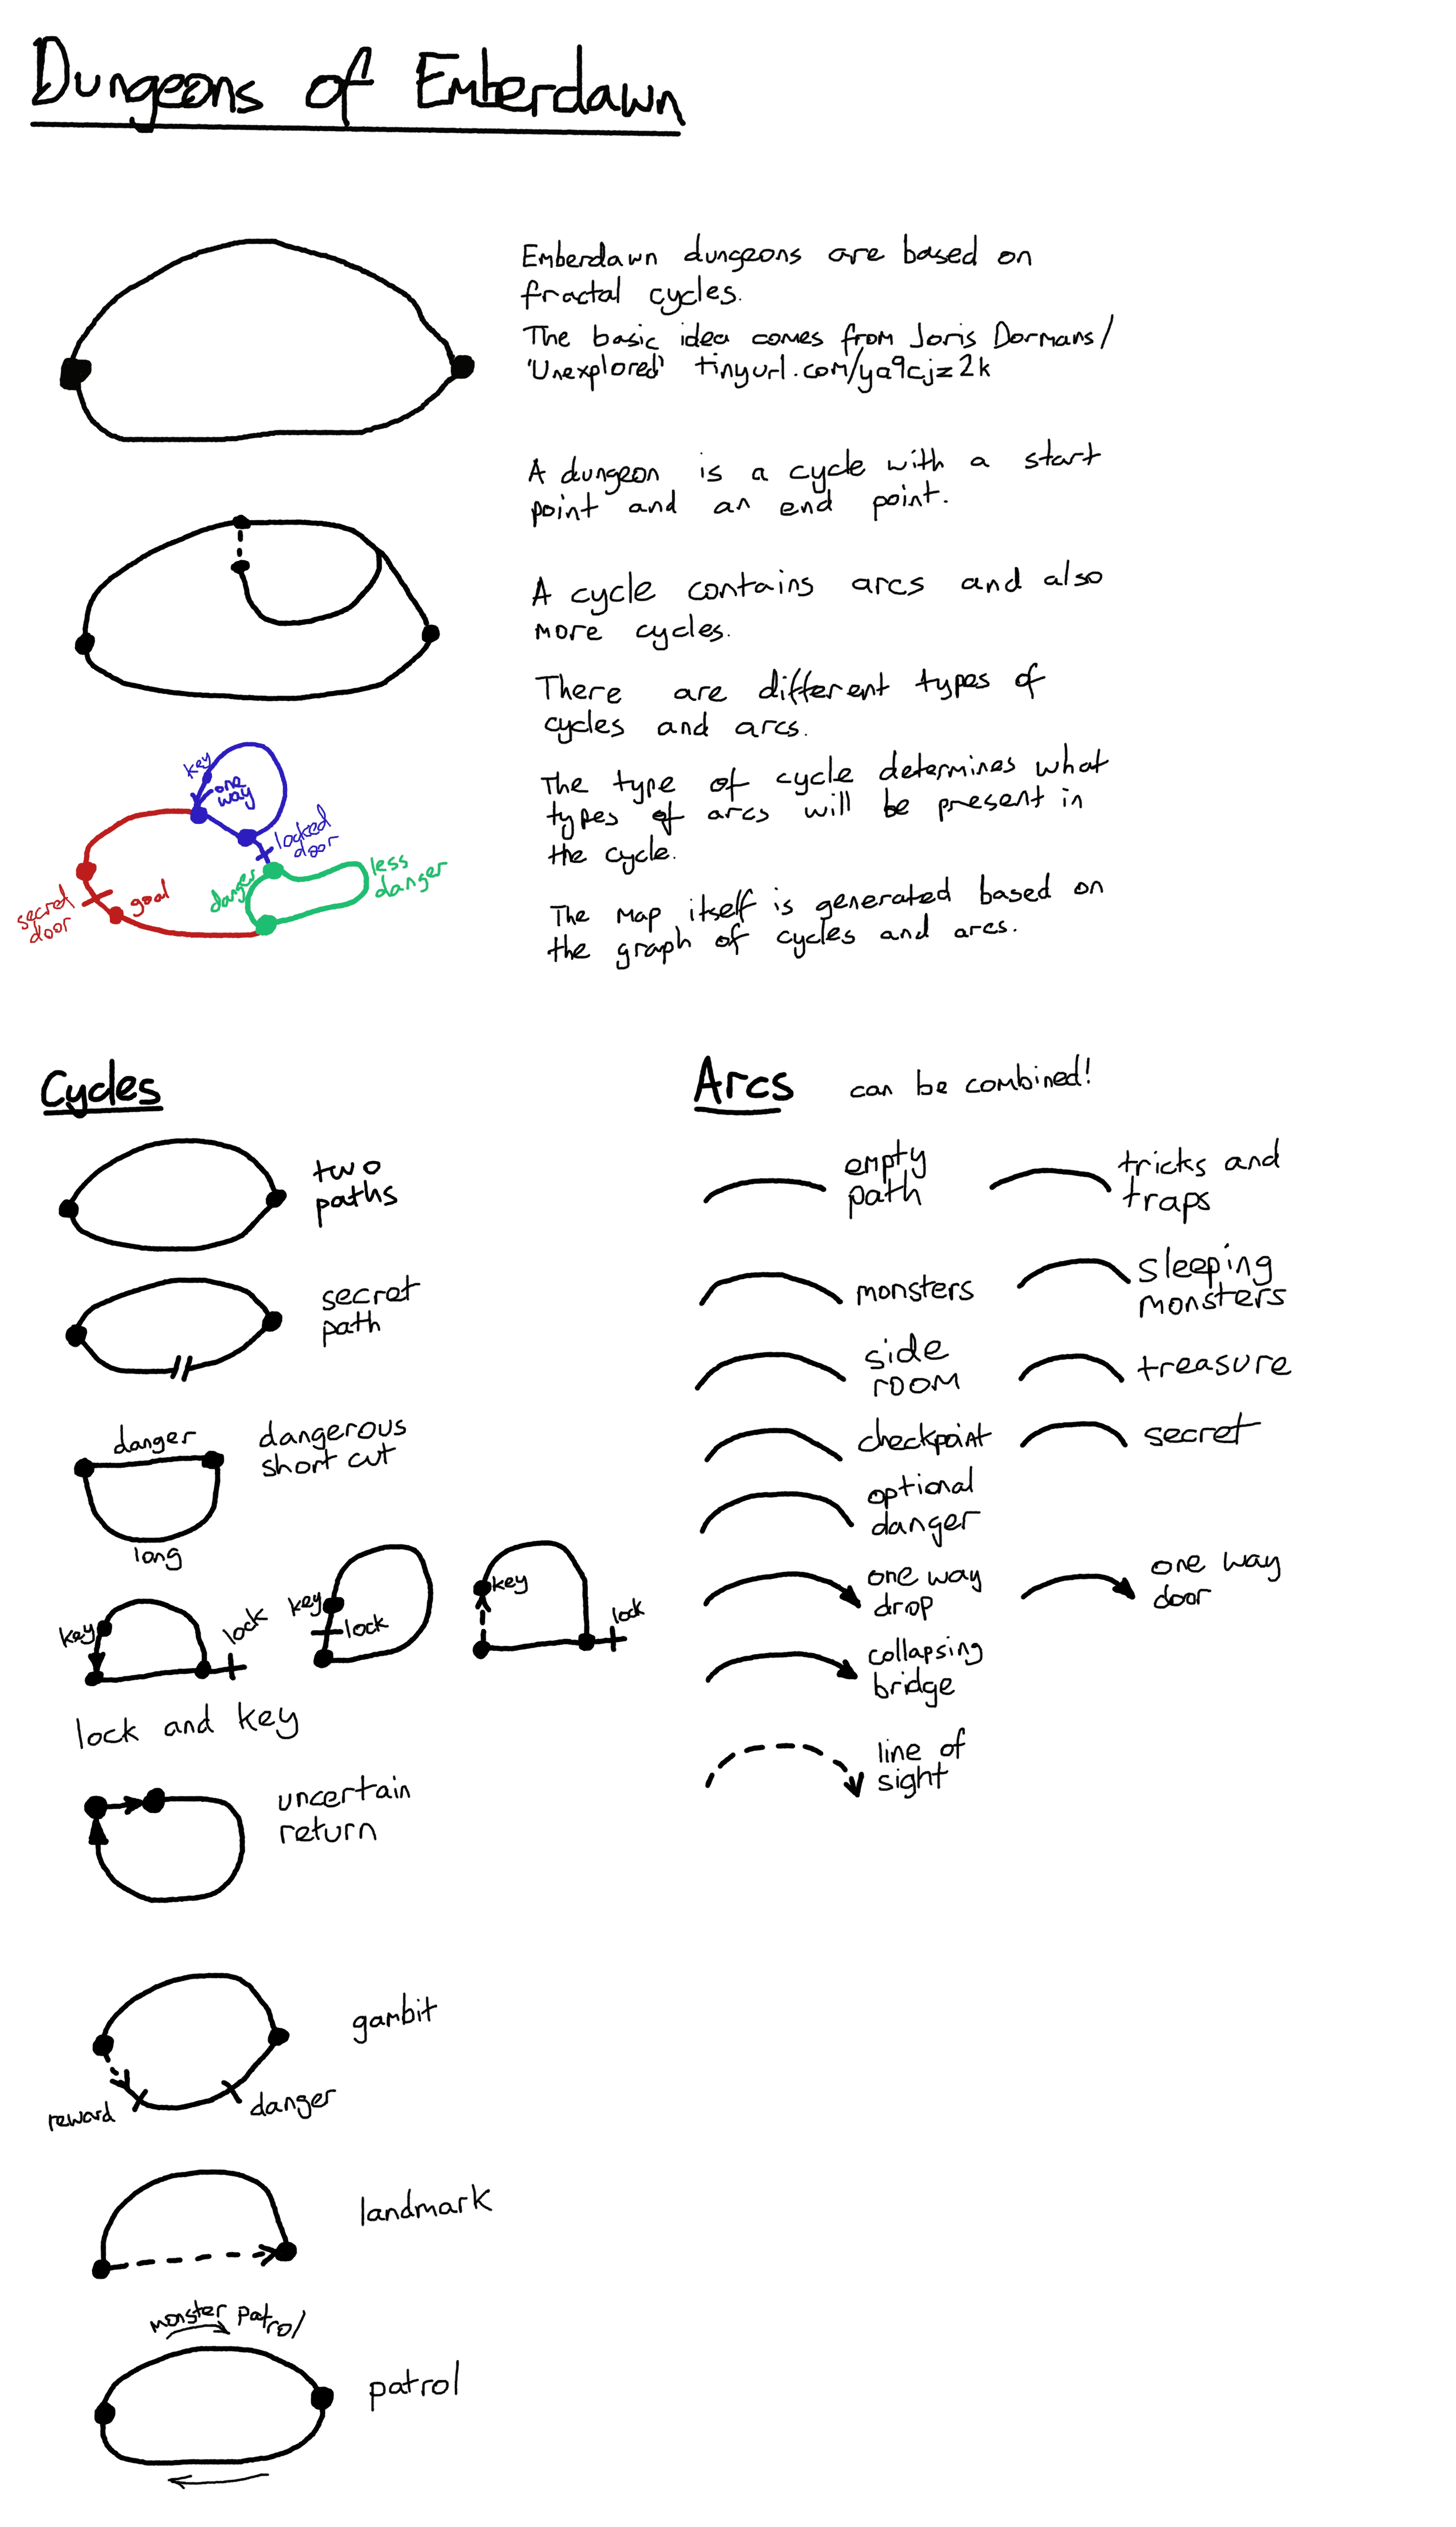 Dungeons of Emberdawn
Emberdawn dungeons are based on
fractal cycles.
The basic idea comes from Joris Dormans/
'Unexplored' tinyurl.com/ya9cjz2k
A dungeon is a cycle with a start
point and an end point.
A cycle contains arcs and also
more cycles.
There are different types of
cycles and arcs.
The type of cycle determines what
types of arcs will be present in
the cycle.
The map itself is generated based on
the graph of cycles and arcs.
key
one
way
locked
door
less
danger
danger
goal
secret
door
Cycles
two
paths
secret
path
danger
dangerous
short cut
long
key
lock
key
lock
key
lock
lock and key
uncertain
return
gambit
reward
danger
landmark
monster patrol
patrol
Arcs
can be combined!
empty
path
tricks and
traps
monsters
sleeping
monsters
side
room
treasure
checkpoint
secret
optional
danger
one way
drop
one way
door
collapsing
bridge
line of
sight